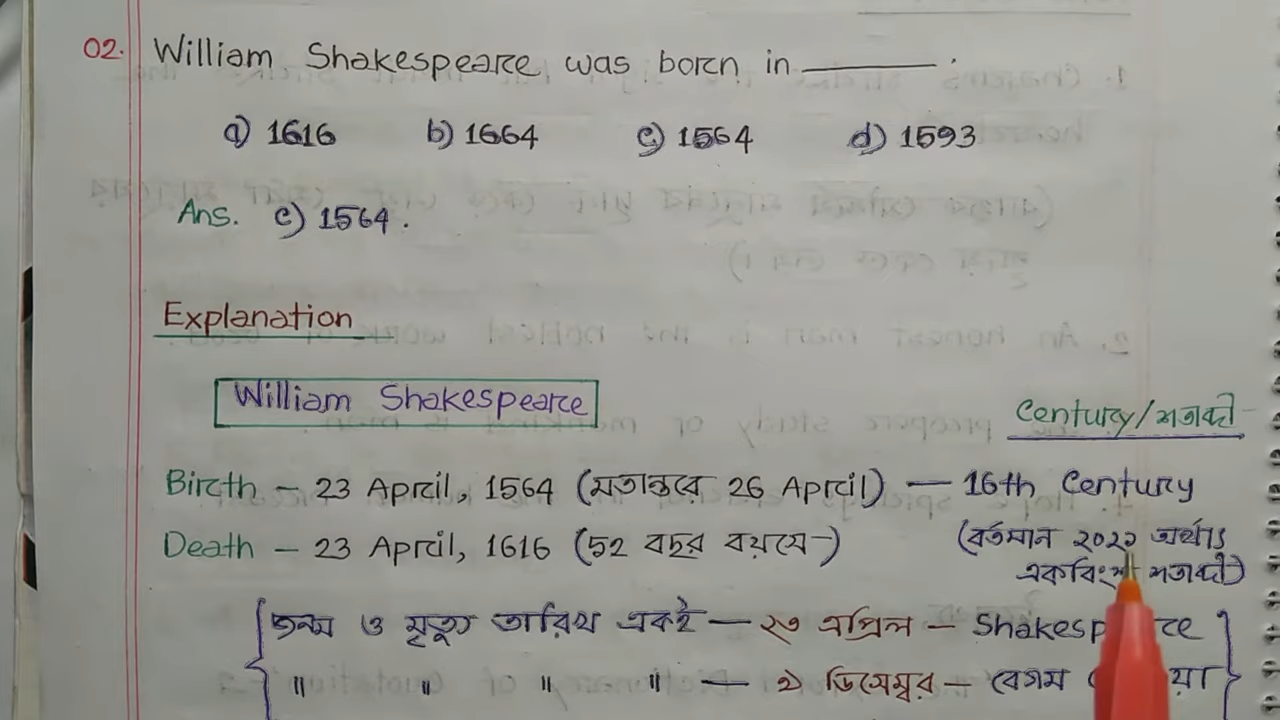 02. William Shakespeare was born in ______ .
a) 1616 b) 1664 c) 1564 d) 1593
Ans. c) 1564 .
Explanation
William Shakespeare
Century/শতাব্দী
Birth – 23 April, 1564 (মতান্তরে 26 April) — 16th Century
Death – 23 April, 1616 (৫২ বছর বয়সে) (বর্তমান ২০২১ অর্থাৎ
একবিংশ শতাব্দী)
জন্ম ও মৃত্যু তারিখ একই — ২৩ এপ্রিল – Shakespeare
" " " " — ৯ ডিসেম্বর – বেগম